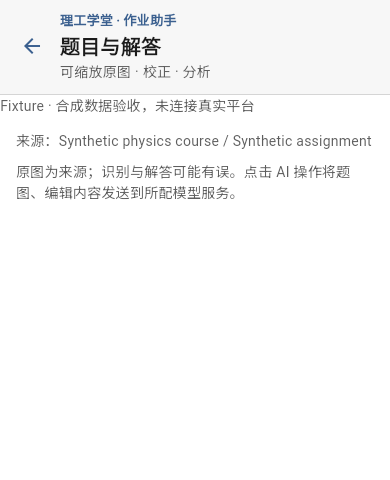 理工学堂 · 作业助手
题目与解答
可缩放原图 · 校正 · 分析
Fixture · 合成数据验收，未连接真实平台
来源：Synthetic physics course / Synthetic assignment
原图为来源；识别与解答可能有误。点击 AI 操作将题
图、编辑内容发送到所配模型服务。